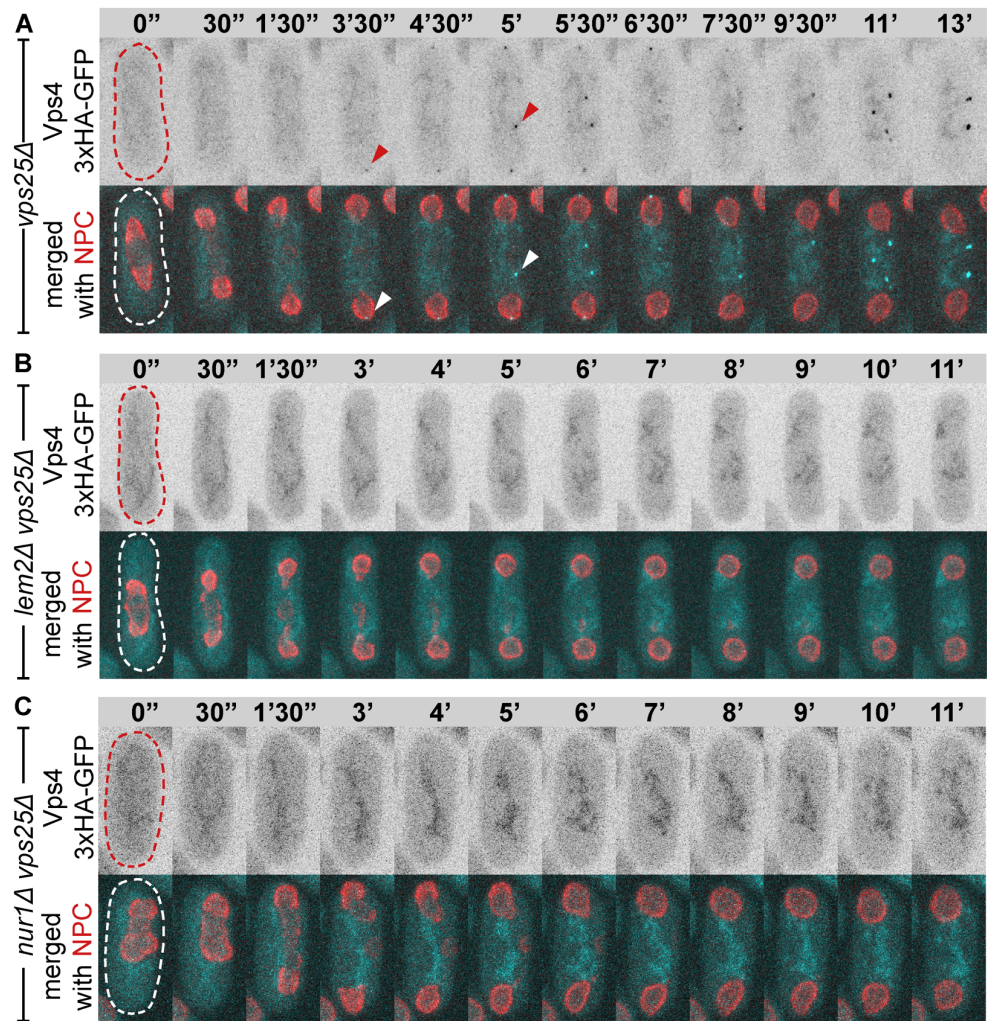 A
0” 30” 1’30” 3’30” 4’30” 5’ 5’30” 6’30” 7’30” 9’30” 11’ 13’
vps25Δ
Vps4
3xHA-GFP
merged
with NPC
B
0” 30” 1’30” 3’ 4’ 5’ 6’ 7’ 8’ 9’ 10’ 11’
lem2Δ vps25Δ
Vps4
3xHA-GFP
merged
with NPC
C
0” 30” 1’30” 3’ 4’ 5’ 6’ 7’ 8’ 9’ 10’ 11’
nur1Δ vps25Δ
Vps4
3xHA-GFP
merged
with NPC